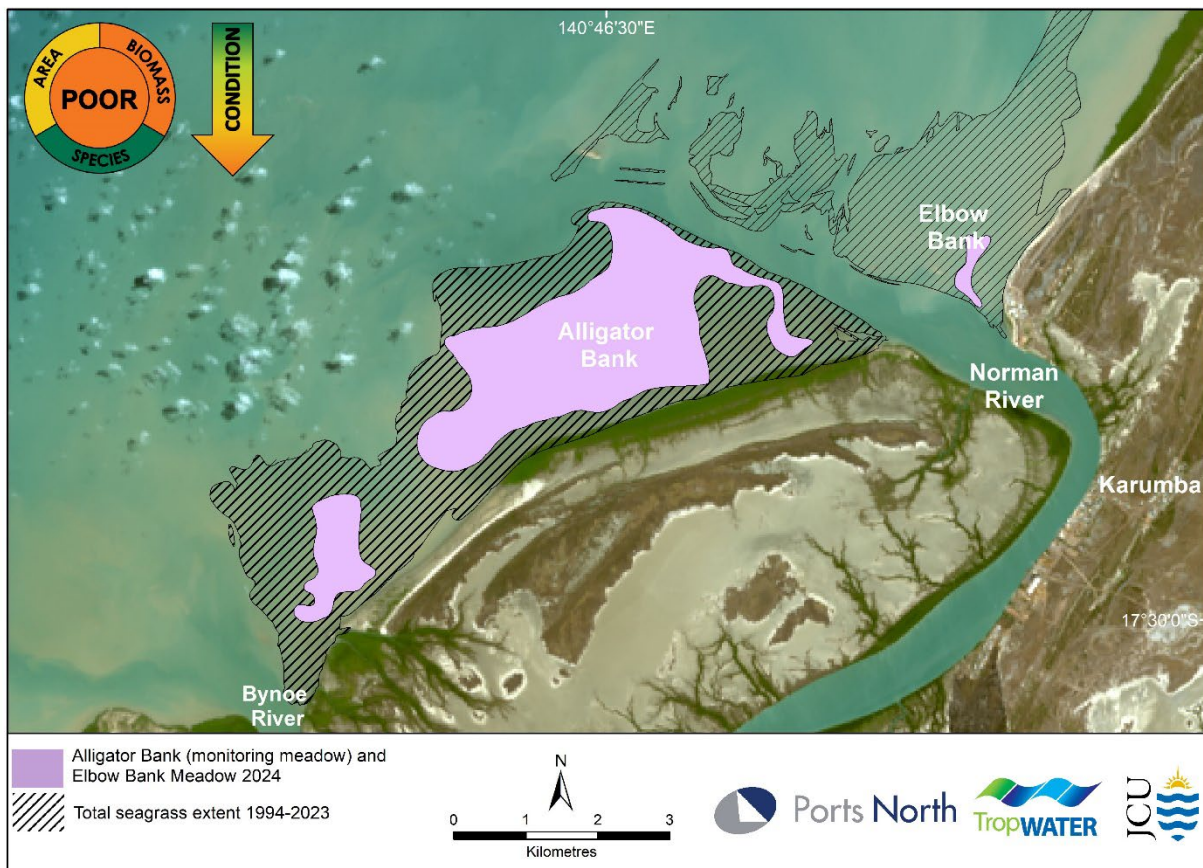 140°46'30"E
AREA
BIOMASS
POOR
SPECIES
CONDITION
Elbow
Bank
Alligator
Bank
Norman
River
Karumba
17°30'0"S
Bynoe
River
Alligator Bank (monitoring meadow) and
Elbow Bank Meadow 2024
Total seagrass extent 1994-2023
N
0 1 2 3
Kilometres
Ports North
TropWATER
JCU